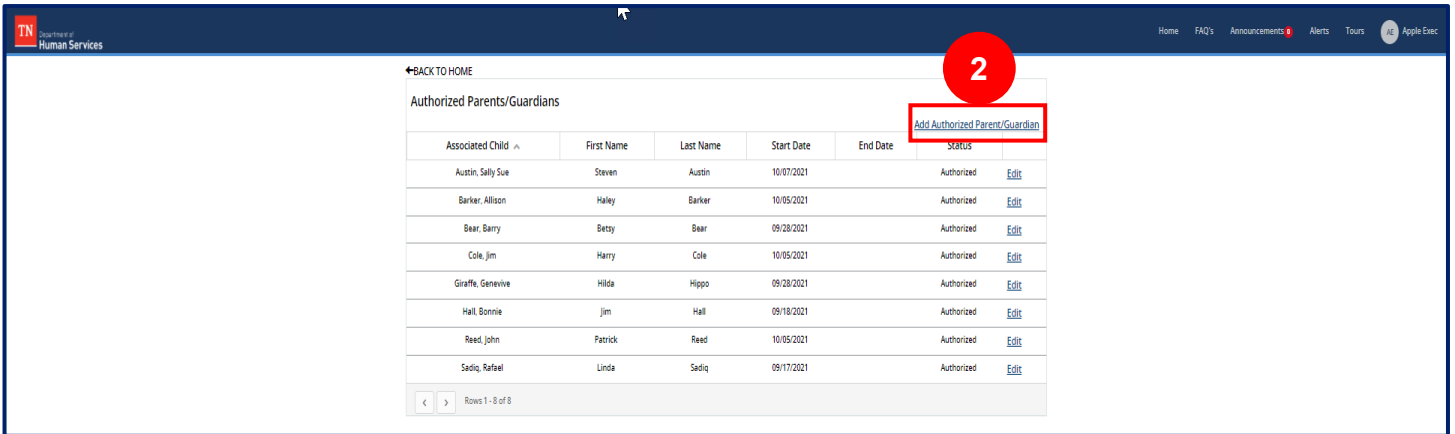 TN Department of Human Services
Home FAQ's Announcements 0 Alerts Tours AE Apple Exec
←BACK TO HOME
2
Authorized Parents/Guardians
Add Authorized Parent/Guardian
Associated Child First Name Last Name Start Date End Date Status
Austin, Sally Sue Steven Austin 10/07/2021 Authorized Edit
Barker, Allison Haley Barker 10/05/2021 Authorized Edit
Bear, Barry Betsy Bear 09/28/2021 Authorized Edit
Cole, Jim Harry Cole 10/05/2021 Authorized Edit
Giraffe, Genevive Hilda Hippo 09/28/2021 Authorized Edit
Hall, Bonnie Jim Hall 09/18/2021 Authorized Edit
Reed, John Patrick Reed 10/05/2021 Authorized Edit
Sadiq, Rafael Linda Sadiq 09/17/2021 Authorized Edit
< > Rows 1 - 8 of 8